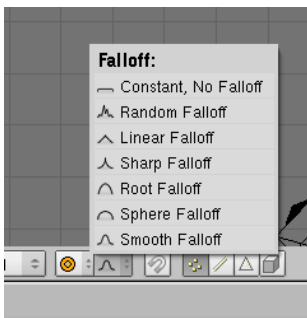 Falloff:
Constant, No Falloff
Random Falloff
Linear Falloff
Sharp Falloff
Root Falloff
Sphere Falloff
Smooth Falloff